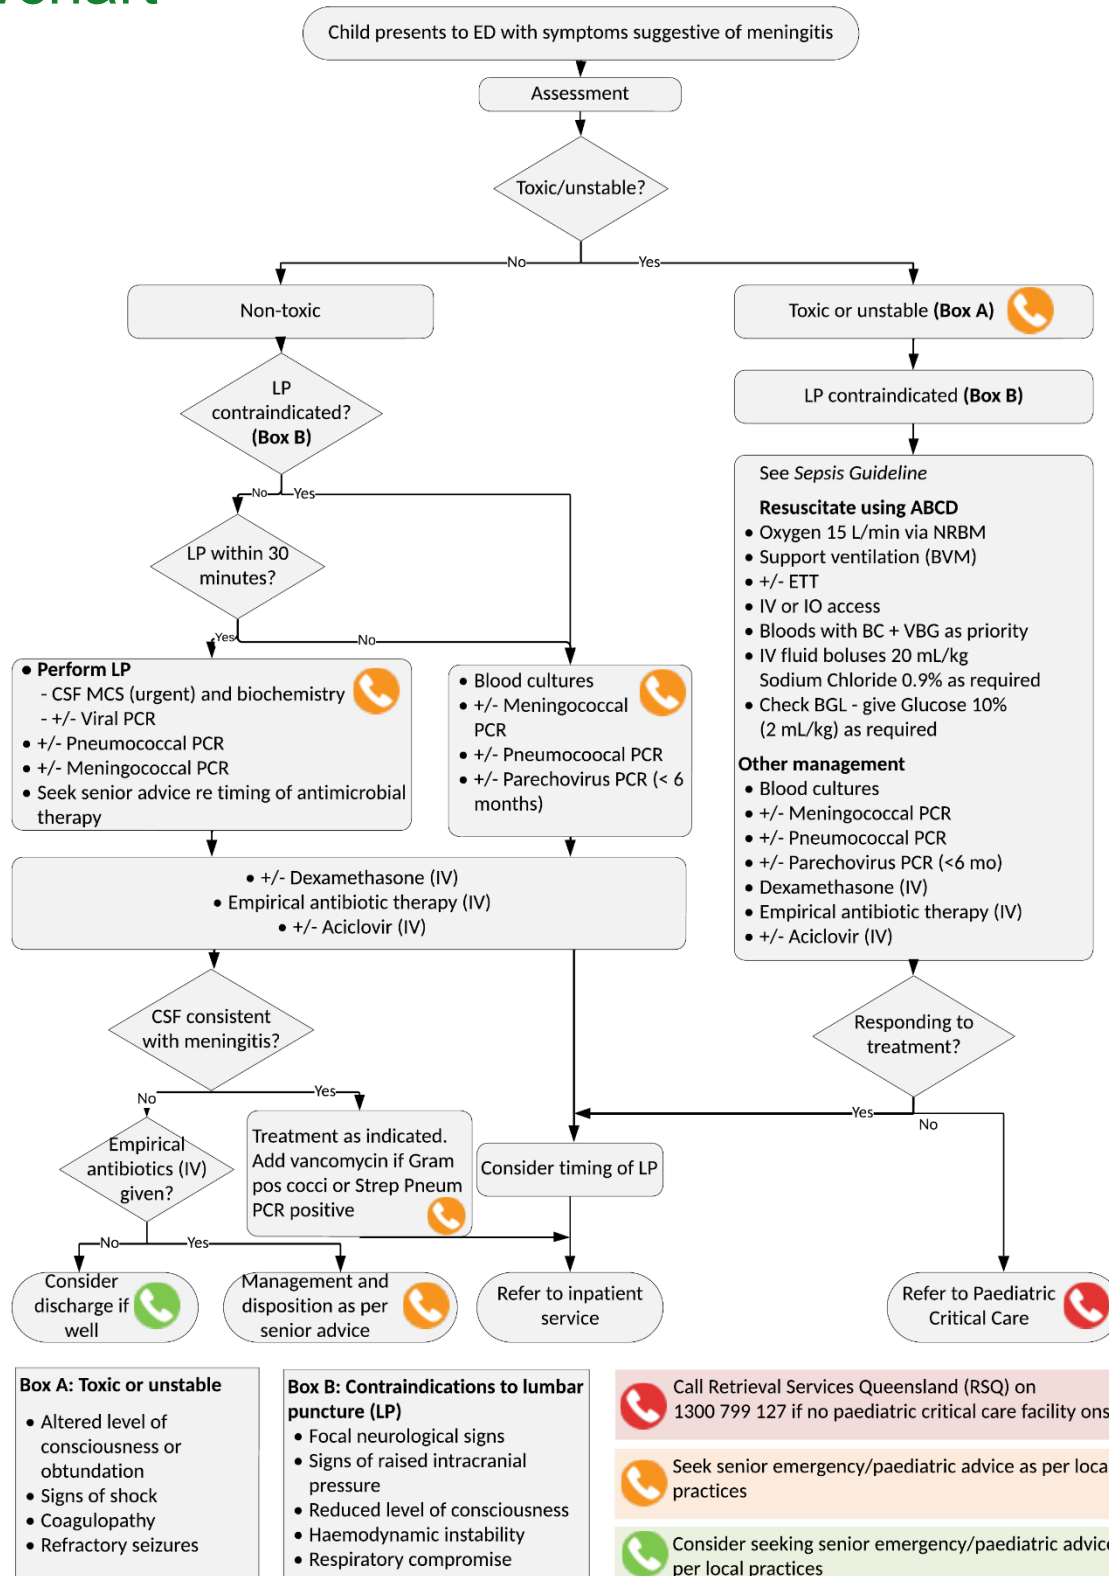 Child presents to ED with symptoms suggestive of meningitis
Assessment
Toxic/unstable?
No
Yes
Non-toxic
Toxic or unstable (Box A)
LP
contraindicated?
(Box B)
LP contraindicated (Box B)
No
Yes
LP within 30
minutes?
Yes
No
• Perform LP
- CSF MCS (urgent) and biochemistry
- +/- Viral PCR
• +/- Pneumococcal PCR
• +/- Meningococcal PCR
• Seek senior advice re timing of antimicrobial
therapy
• Blood cultures
• +/- Meningococcal
PCR
• +/- Pneumocoocal PCR
• +/- Parechovirus PCR (< 6
months)
See Sepsis Guideline
Resuscitate using ABCD
• Oxygen 15 L/min via NRBM
• Support ventilation (BVM)
• +/- ETT
• IV or IO access
• Bloods with BC + VBG as priority
• IV fluid boluses 20 mL/kg
Sodium Chloride 0.9% as required
• Check BGL - give Glucose 10%
(2 mL/kg) as required
Other management
• Blood cultures
• +/- Meningococcal PCR
• +/- Pneumococcal PCR
• +/- Parechovirus PCR (<6 mo)
• Dexamethasone (IV)
• Empirical antibiotic therapy (IV)
• +/- Aciclovir (IV)
• +/- Dexamethasone (IV)
• Empirical antibiotic therapy (IV)
• +/- Aciclovir (IV)
CSF consistent
with meningitis?
Responding to
treatment?
No
Yes
Yes
No
Empirical
antibiotics (IV)
given?
Treatment as indicated.
Add vancomycin if Gram
pos cocci or Strep Pneum
PCR positive
Consider timing of LP
No
Yes
Consider
discharge if
well
Management and
disposition as per
senior advice
Refer to inpatient
service
Refer to Paediatric
Critical Care
Box A: Toxic or unstable
• Altered level of
consciousness or
obtundation
• Signs of shock
• Coagulopathy
• Refractory seizures
Box B: Contraindications to lumbar
puncture (LP)
• Focal neurological signs
• Signs of raised intracranial
pressure
• Reduced level of consciousness
• Haemodynamic instability
• Respiratory compromise
Call Retrieval Services Queensland (RSQ) on
1300 799 127 if no paediatric critical care facility ons
Seek senior emergency/paediatric advice as per local
practices
Consider seeking senior emergency/paediatric advice
per local practices